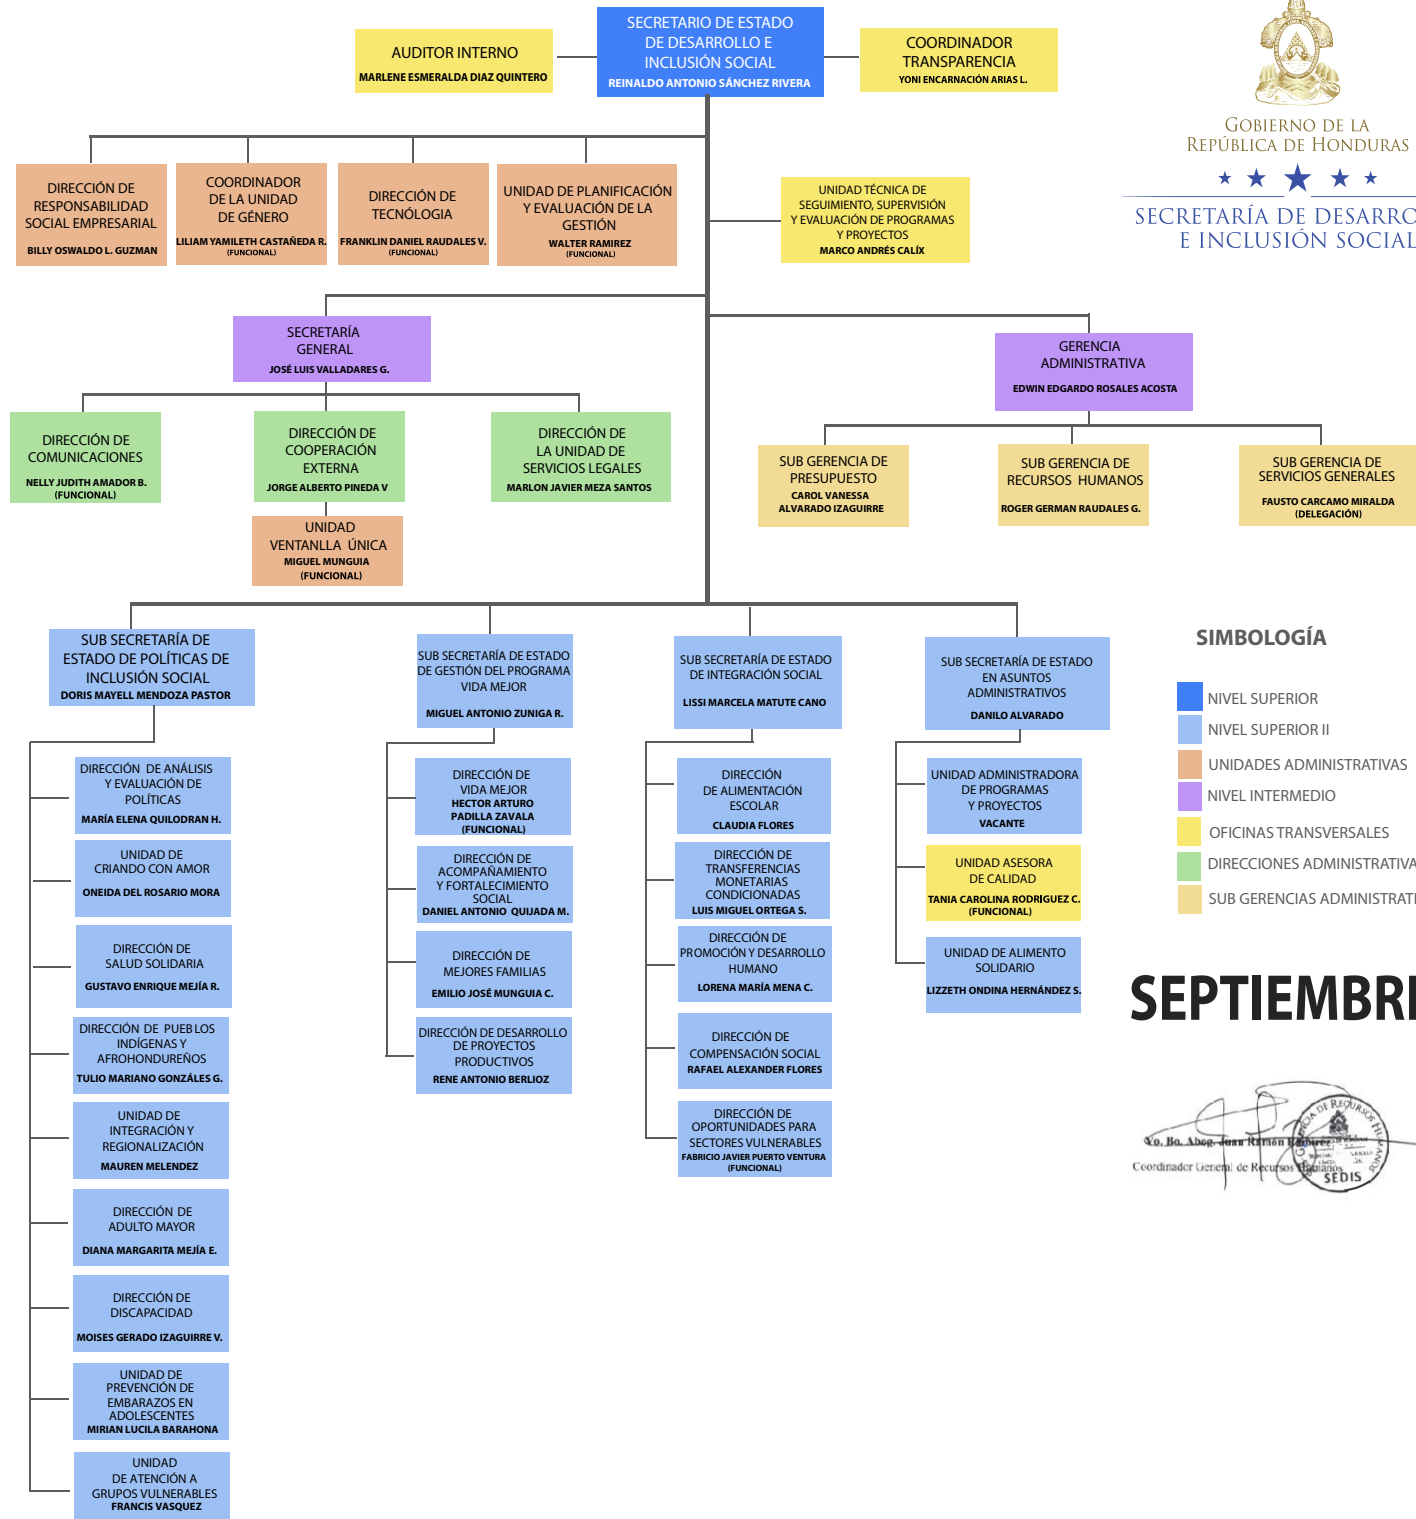 SECRETARIO DE ESTADO
DE DESARROLLO E
INCLUSIÓN SOCIAL
REINALDO ANTONIO SÁNCHEZ RIVERA
AUDITOR INTERNO
MARLENE ESMERALDA DIAZ QUINTERO
COORDINADOR
TRANSPARENCIA
YONI ENCARNACIÓN ARIAS L.
GOBIERNO DE LA
REPÚBLICA DE HONDURAS
SECRETARÍA DE DESARRO
E INCLUSIÓN SOCIAL
DIRECCIÓN DE
RESPONSABILIDAD
SOCIAL EMPRESARIAL
BILLY OSWALDO L. GUZMAN
COORDINADOR
DE LA UNIDAD
DE GÉNERO
LILIAM YAMILETH CASTAÑEDA R.
(FUNCIONAL)
DIRECCIÓN DE
TECNÓLOGIA
FRANKLIN DANIEL RAUDALES V.
(FUNCIONAL)
UNIDAD DE PLANIFICACIÓN
Y EVALUACIÓN DE LA
GESTIÓN
WALTER RAMIREZ
(FUNCIONAL)
UNIDAD TÉCNICA DE
SEGUIMIENTO, SUPERVISIÓN
Y EVALUACIÓN DE PROGRAMAS
Y PROYECTOS
MARCO ANDRÉS CALÍX
SECRETARÍA
GENERAL
JOSÉ LUIS VALLADARES G.
GERENCIA
ADMINISTRATIVA
EDWIN EDGARDO ROSALES ACOSTA
DIRECCIÓN DE
COMUNICACIONES
NELLY JUDITH AMADOR B.
(FUNCIONAL)
DIRECCIÓN DE
COOPERACIÓN
EXTERNA
JORGE ALBERTO PINEDA V
DIRECCIÓN DE
LA UNIDAD DE
SERVICIOS LEGALES
MARLON JAVIER MEZA SANTOS
UNIDAD
VENTANLLA ÚNICA
MIGUEL MUNGUIA
(FUNCIONAL)
SUB GERENCIA DE
PRESUPUESTO
CAROL VANESSA
ALVARADO IZAGUIRRE
SUB GERENCIA DE
RECURSOS HUMANOS
ROGER GERMAN RAUDALES G.
SUB GERENCIA DE
SERVICIOS GENERALES
FAUSTO CARCAMO MIRALDA
(DELEGACIÓN)
SUB SECRETARÍA DE
ESTADO DE POLÍTICAS DE
INCLUSIÓN SOCIAL
DORIS MAYELL MENDOZA PASTOR
DIRECCIÓN DE ANÁLISIS
Y EVALUACIÓN DE
POLÍTICAS
MARÍA ELENA QUILODRAN H.
UNIDAD DE
CRIANDO CON AMOR
ONEIDA DEL ROSARIO MORA
DIRECCIÓN DE
SALUD SOLIDARIA
GUSTAVO ENRIQUE MEJÍA R.
DIRECCIÓN DE PUEBLOS
INDÍGENAS Y
AFROHONDUREÑOS
TULIO MARIANO GONZÁLES G.
UNIDAD DE
INTEGRACIÓN Y
REGIONALIZACIÓN
MAUREN MELENDEZ
DIRECCIÓN DE
ADULTO MAYOR
DIANA MARGARITA MEJÍA E.
DIRECCIÓN DE
DISCAPACIDAD
MOISES GERADO IZAGUIRRE V.
UNIDAD DE
PREVENCIÓN DE
EMBARAZOS EN
ADOLESCENTES
MIRIAN LUCILA BARAHONA
UNIDAD
DE ATENCIÓN A
GRUPOS VULNERABLES
FRANCIS VASQUEZ
SUB SECRETARÍA DE ESTADO
DE GESTIÓN DEL PROGRAMA
VIDA MEJOR
MIGUEL ANTONIO ZUNIGA R.
DIRECCIÓN DE
VIDA MEJOR
HECTOR ARTURO
PADILLA ZAVALA
(FUNCIONAL)
DIRECCIÓN DE
ACOMPAÑAMIENTO
Y FORTALECIMIENTO
SOCIAL
DANIEL ANTONIO QUIJADA M.
DIRECCIÓN DE
MEJORES FAMILIAS
EMILIO JOSÉ MUNGUIA C.
DIRECCIÓN DE DESARROLLO
DE PROYECTOS
PRODUCTIVOS
RENE ANTONIO BERLIOZ
SUB SECRETARÍA DE ESTADO
DE INTEGRACIÓN SOCIAL
LISSI MARCELA MATUTE CANO
DIRECCIÓN
DE ALIMENTACIÓN
ESCOLAR
CLAUDIA FLORES
DIRECCIÓN DE
TRANSFERENCIAS
MONETARIAS
CONDICIONADAS
LUIS MIGUEL ORTEGA S.
DIRECCIÓN DE
PROMOCIÓN Y DESARROLLO
HUMANO
LORENA MARÍA MENA C.
DIRECCIÓN DE
COMPENSACIÓN SOCIAL
RAFAEL ALEXANDER FLORES
DIRECCIÓN DE
OPORTUNIDADES PARA
SECTORES VULNERABLES
FABRICIO JAVIER PUERTO VENTURA
(FUNCIONAL)
SUB SECRETARÍA DE ESTADO
EN ASUNTOS
ADMINISTRATIVOS
DANILO ALVARADO
UNIDAD ADMINISTRADORA
DE PROGRAMAS
Y PROYECTOS
VACANTE
UNIDAD ASESORA
DE CALIDAD
TANIA CAROLINA RODRIGUEZ C.
(FUNCIONAL)
UNIDAD DE ALIMENTO
SOLIDARIO
LIZZETH ONDINA HERNÁNDEZ S.
SIMBOLOGÍA
NIVEL SUPERIOR
NIVEL SUPERIOR II
UNIDADES ADMINISTRATIVAS
NIVEL INTERMEDIO
OFICINAS TRANSVERSALES
DIRECCIONES ADMINISTRATIVA
SUB GERENCIAS ADMINISTRATI
SEPTIEMBRE
Vo. Bo. Abog. Juan Ramón
Coordinador General de Recursos Humanos
GERENCIA DE RECURSOS HUMANOS
SEDIS